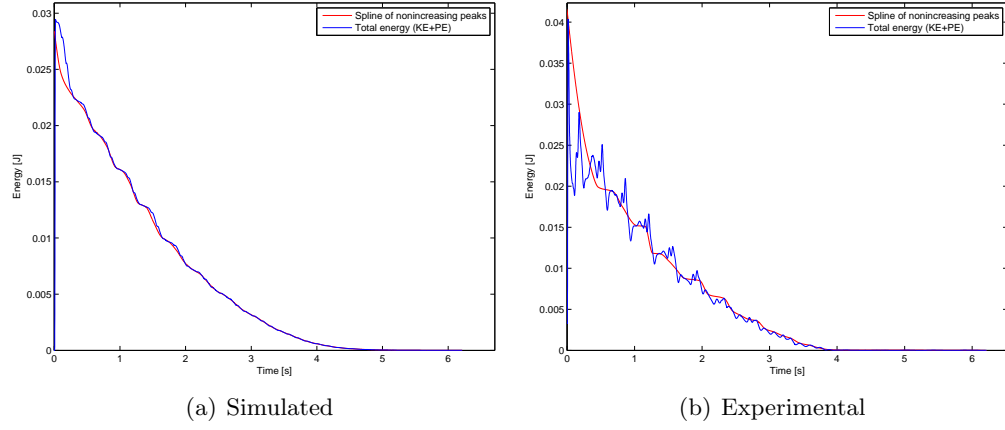 Spline of nonincreasing peaks
Total energy (KE+PE)
0.03
0.025
0.02
0.015
0.01
0.005
0
Energy [J]
0 1 2 3 4 5 6
Time [s]
(a) Simulated
Spline of nonincreasing peaks
Total energy (KE+PE)
0.04
0.035
0.03
0.025
0.02
0.015
0.01
0.005
0
Energy [J]
0 1 2 3 4 5 6
Time [s]
(b) Experimental